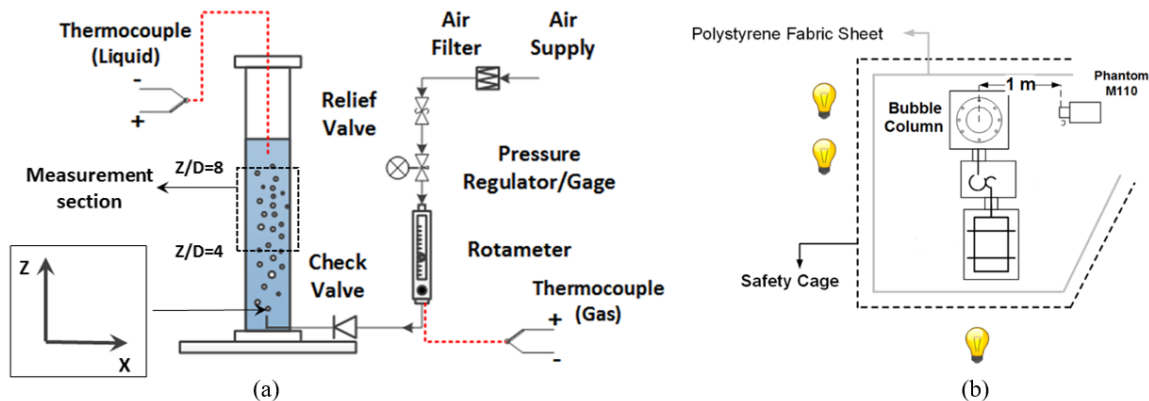 Thermocouple
(Liquid)
-
+
Air
Filter
Air
Supply
Relief
Valve
Z/D=8
Measurement
section
Z/D=4
Pressure
Regulator/Gage
Rotameter
Check
Valve
Thermocouple
(Gas)
+
-
Z
X
(a)
Polystyrene Fabric Sheet
1 m
Phantom
M110
Bubble
Column
Safety Cage
(b)